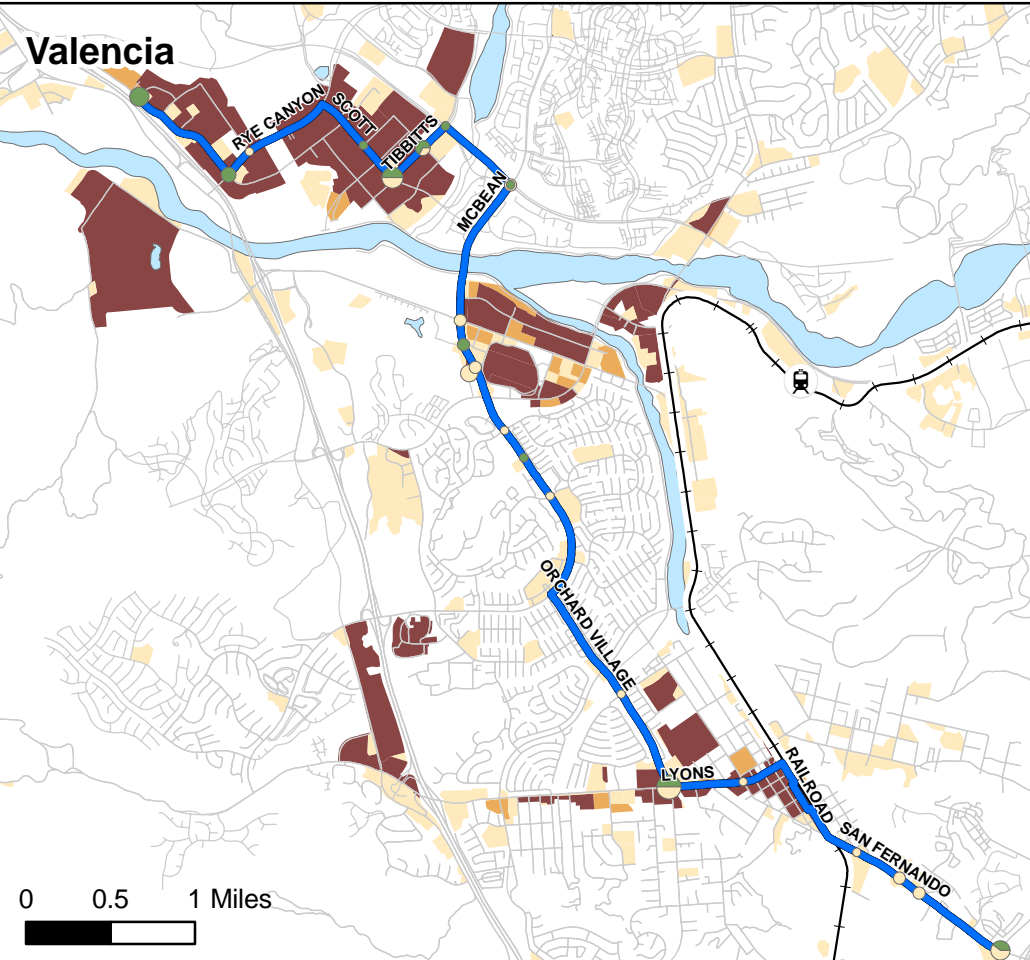 Valencia
RYE CANYON
SCOTT
TIBBITTS
MCBEAN
ORCHARD VILLAGE
LYONS
RAILROAD
SAN FERNANDO
0 0.5 1 Miles